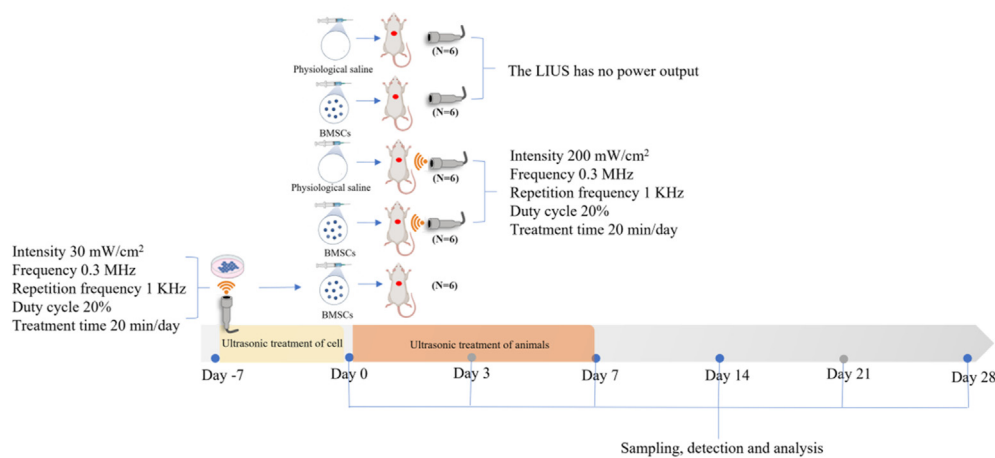 Physiological saline
(N=6)
The LIUS has no power output
BMSCs
(N=6)
Physiological saline
(N=6)
Intensity 200 mW/cm²
Frequency 0.3 MHz
Repetition frequency 1 KHz
Duty cycle 20%
Treatment time 20 min/day
BMSCs
(N=6)
Intensity 30 mW/cm²
Frequency 0.3 MHz
Repetition frequency 1 KHz
Duty cycle 20%
Treatment time 20 min/day
BMSCs
(N=6)
Ultrasonic treatment of cell
Ultrasonic treatment of animals
Day -7
Day 0
Day 3
Day 7
Day 14
Day 21
Day 28
Sampling, detection and analysis